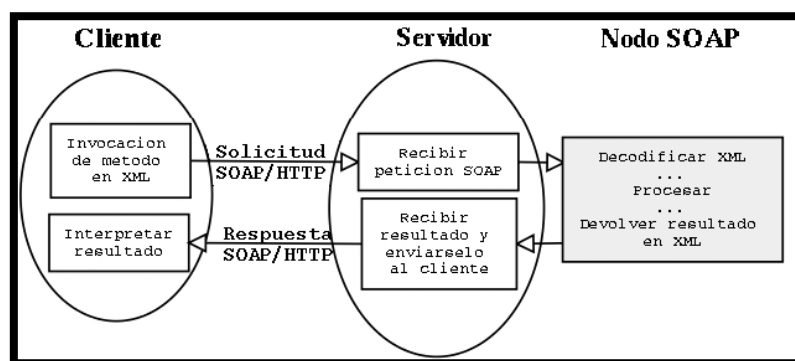 Cliente
Servidor
Nodo SOAP
Invocacion
de metodo
en XML
Solicitud
SOAP/HTTP
Recibir
peticion SOAP
Decodificar XML
...
Procesar
...
Devolver resultado
en XML
Interpretar
resultado
Respuesta
SOAP/HTTP
Recibir
resultado y
enviarselo
al cliente